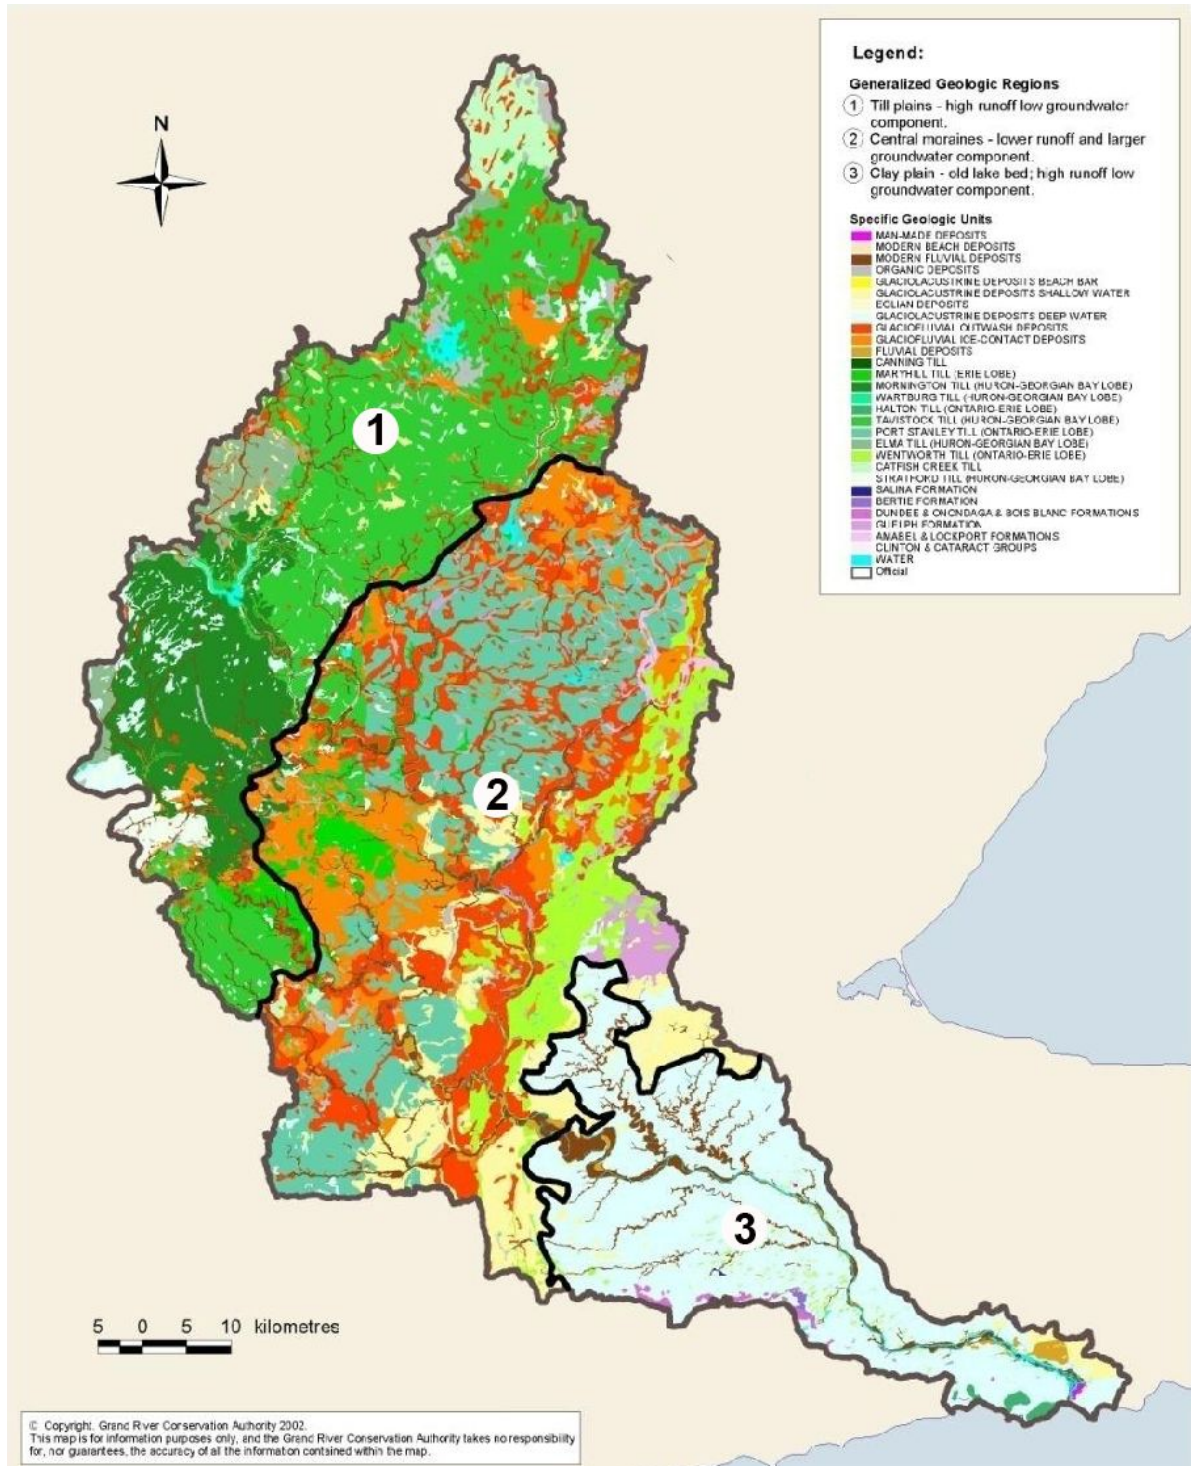 Legend:
Generalized Geologic Regions
1 Till plains - high runoff low groundwater
component.
2 Central moraines - lower runoff and larger
groundwater component.
3 Clay plain - old lake bed; high runoff low
groundwater component.
Specific Geologic Units
MAN-MADE DEPOSITS
MODERN BEACH DEPOSITS
MODERN FLUVIAL DEPOSITS
ORGANIC DEPOSITS
GLACIOLACUSTRINE DEPOSITS BEACH BAR
GLACIOLACUSTRINE DEPOSITS SHALLOW WATER
EOLIAN DEPOSITS
GLACIOLACUSTRINE DEPOSITS DEEP WATER
GLACIOFLUVIAL OUTWASH DEPOSITS
GLACIOFLUVIAL ICE-CONTACT DEPOSITS
FLUVIAL DEPOSITS
CANNING TILL
MARYHILL TILL (ERIE LOBE)
MORNINGTON TILL (HURON-GEORGIAN BAY LOBE)
WARTBURG TILL (HURON-GEORGIAN BAY LOBE)
HALTON TILL (ONTARIO-ERIE LOBE)
TAVISTOCK TILL (HURON-GEORGIAN BAY LOBE)
PORT STANLEY TILL (ONTARIO-ERIE LOBE)
ELMA TILL (HURON-GEORGIAN BAY LOBE)
WENTWORTH TILL (ONTARIO-ERIE LOBE)
CATFISH CREEK TILL
STRATFORD TILL (HURON-GEORGIAN BAY LOBE)
SALINA FORMATION
BERTIE FORMATION
DUNDEE & ONONDAGA & BOIS BLANC FORMATIONS
GUELPH FORMATION
AMABEL & LOCKPORT FORMATIONS
CLINTON & CATARACT GROUPS
WATER
Official
N
1
2
3
5 0 5 10 kilometres
© Copyright, Grand River Conservation Authority 2002.
This map is for information purposes only, and the Grand River Conservation Authority takes no responsibility
for, nor guarantees, the accuracy of all the information contained within the map.